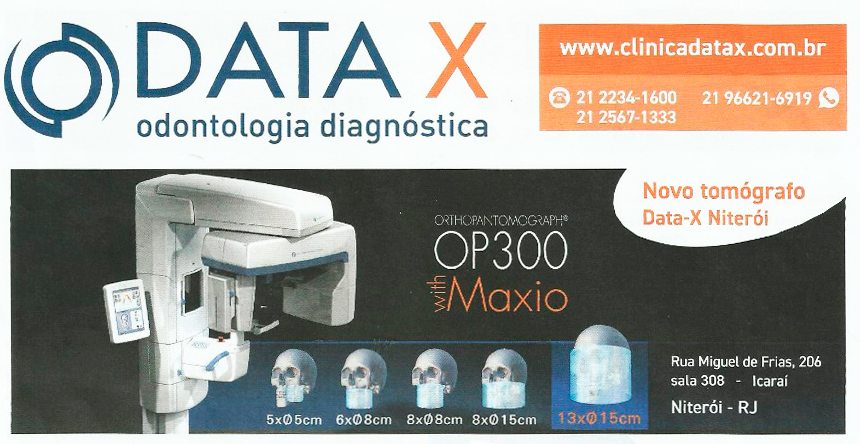 DATA X
odontologia diagnóstica
www.clinicadatax.com.br
21 2234-1600 21 96621-6919
21 2567-1333
Novo tomógrafo
Data-X Niterói
ORTHOPANTOMOGRAPH®
OP300
with Maxio
5xØ5cm 6xØ8cm 8xØ8cm 8xØ15cm 13xØ15cm
Rua Miguel de Frias, 206
sala 308 - Icaraí
Niterói - RJ